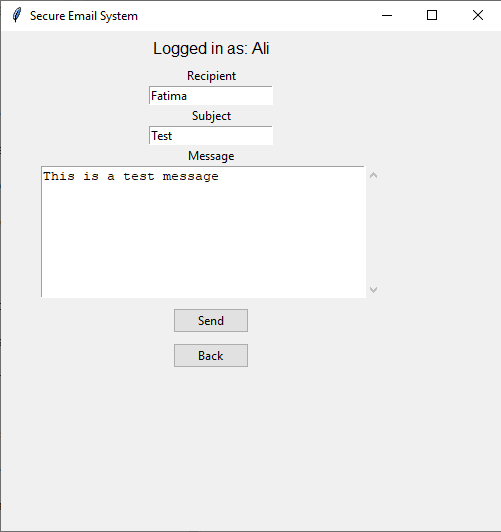 Secure Email System
Logged in as: Ali
Recipient
Fatima
Subject
Test
Message
This is a test message
Send
Back